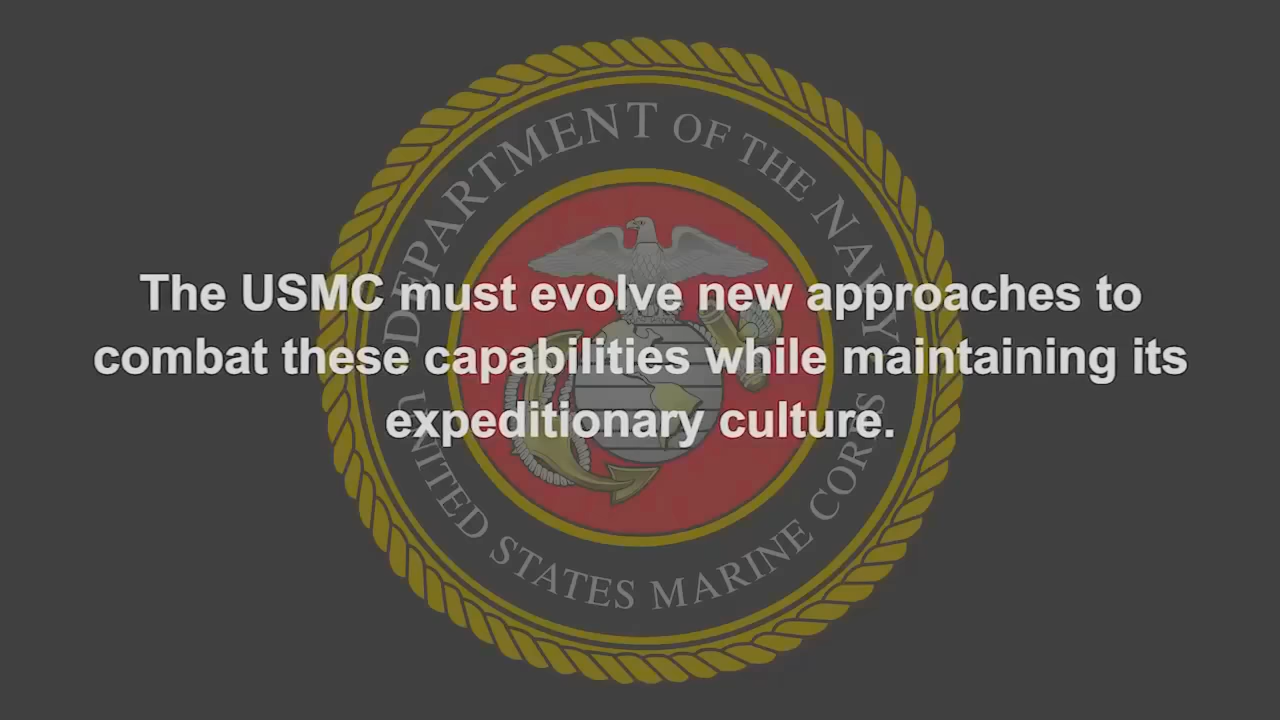 DEPARTMENT OF THE NAVY
The USMC must evolve new approaches to
combat these capabilities while maintaining its
expeditionary culture.
UNITED STATES MARINE CORPS